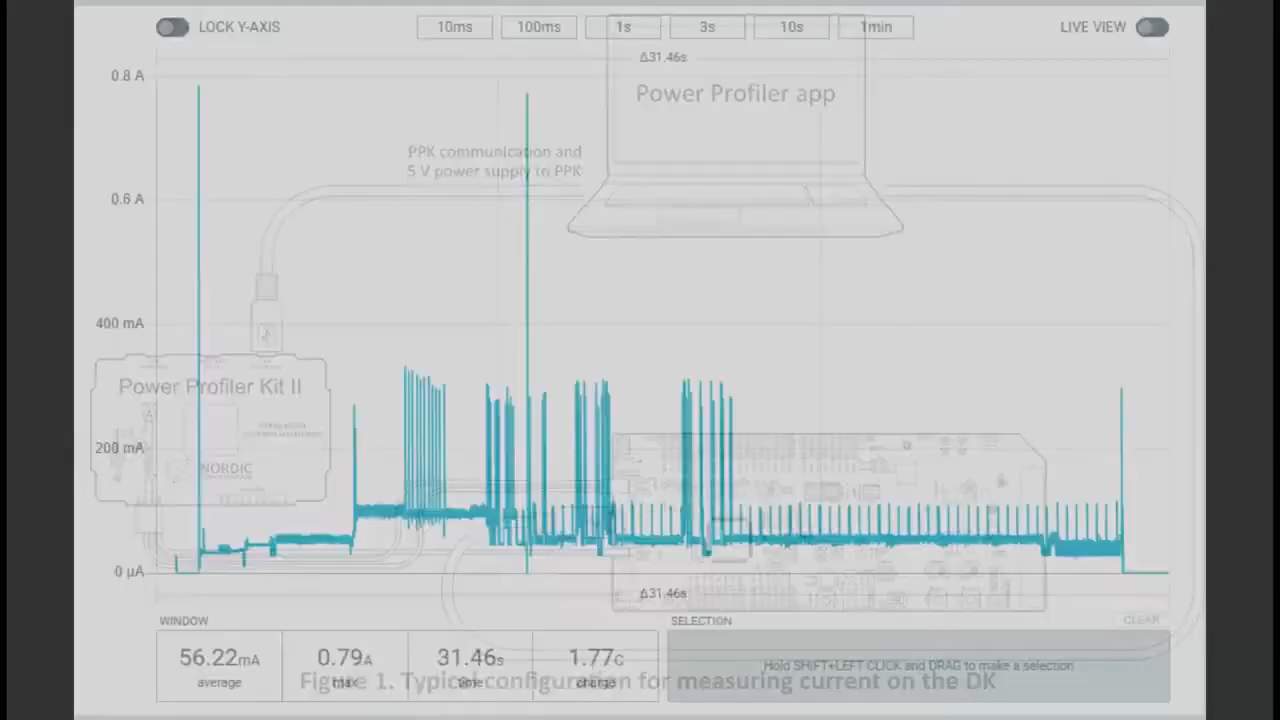 LOCK Y-AXIS
10ms
100ms
1s
3s
10s
1min
LIVE VIEW
Δ31.46s
0.8 A
Power Profiler app
PPK communication and
5 V power supply to PPK
0.6 A
400 mA
Power Profiler Kit II
200 mA
NORDIC
0 µA
Δ31.46s
WINDOW
SELECTION
CLEAR
56.22mA
average
0.79A
max
31.46s
time
1.77C
charge
Hold SHIFT+LEFT CLICK and DRAG to make a selection
Figure 1. Typical configuration for measuring current on the DK